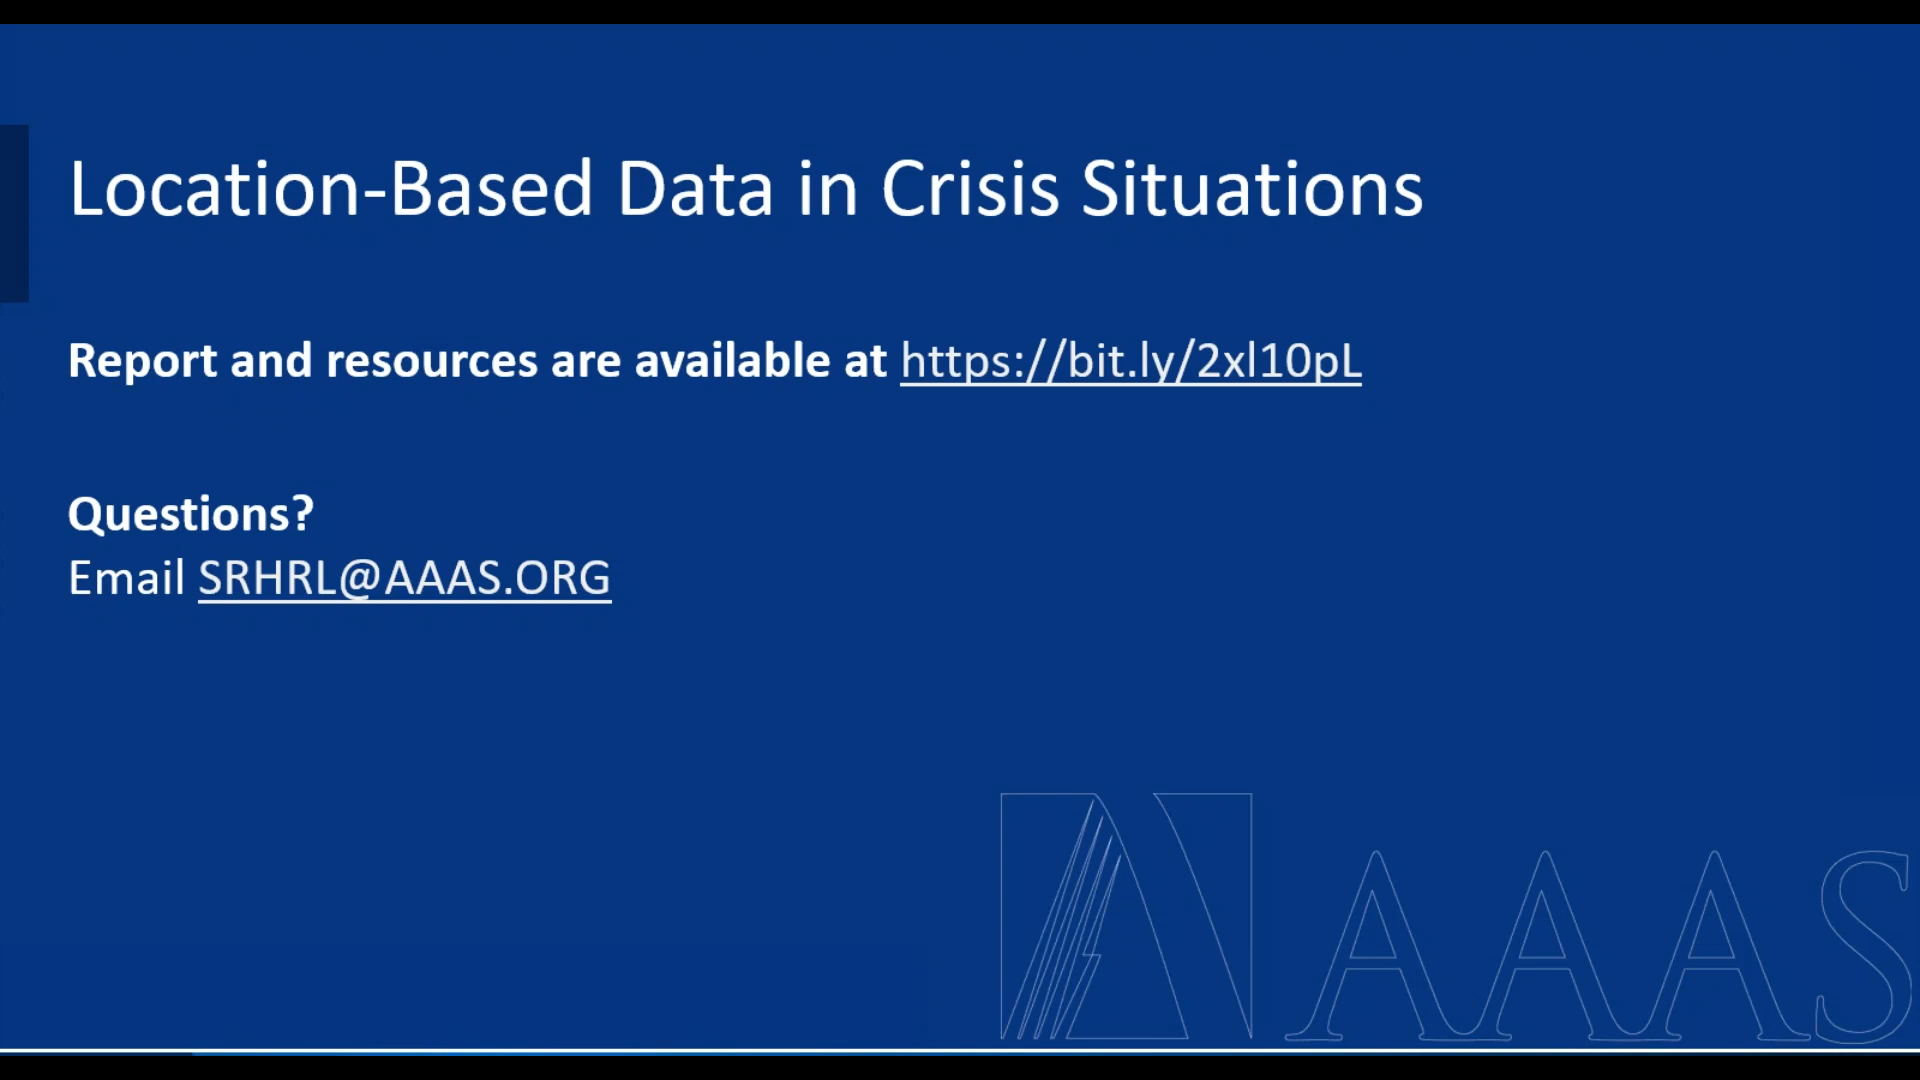 Location-Based Data in Crisis Situations
Report and resources are available at https://bit.ly/2xl10pL
Questions?
Email SRHRL@AAAS.ORG
AAAS